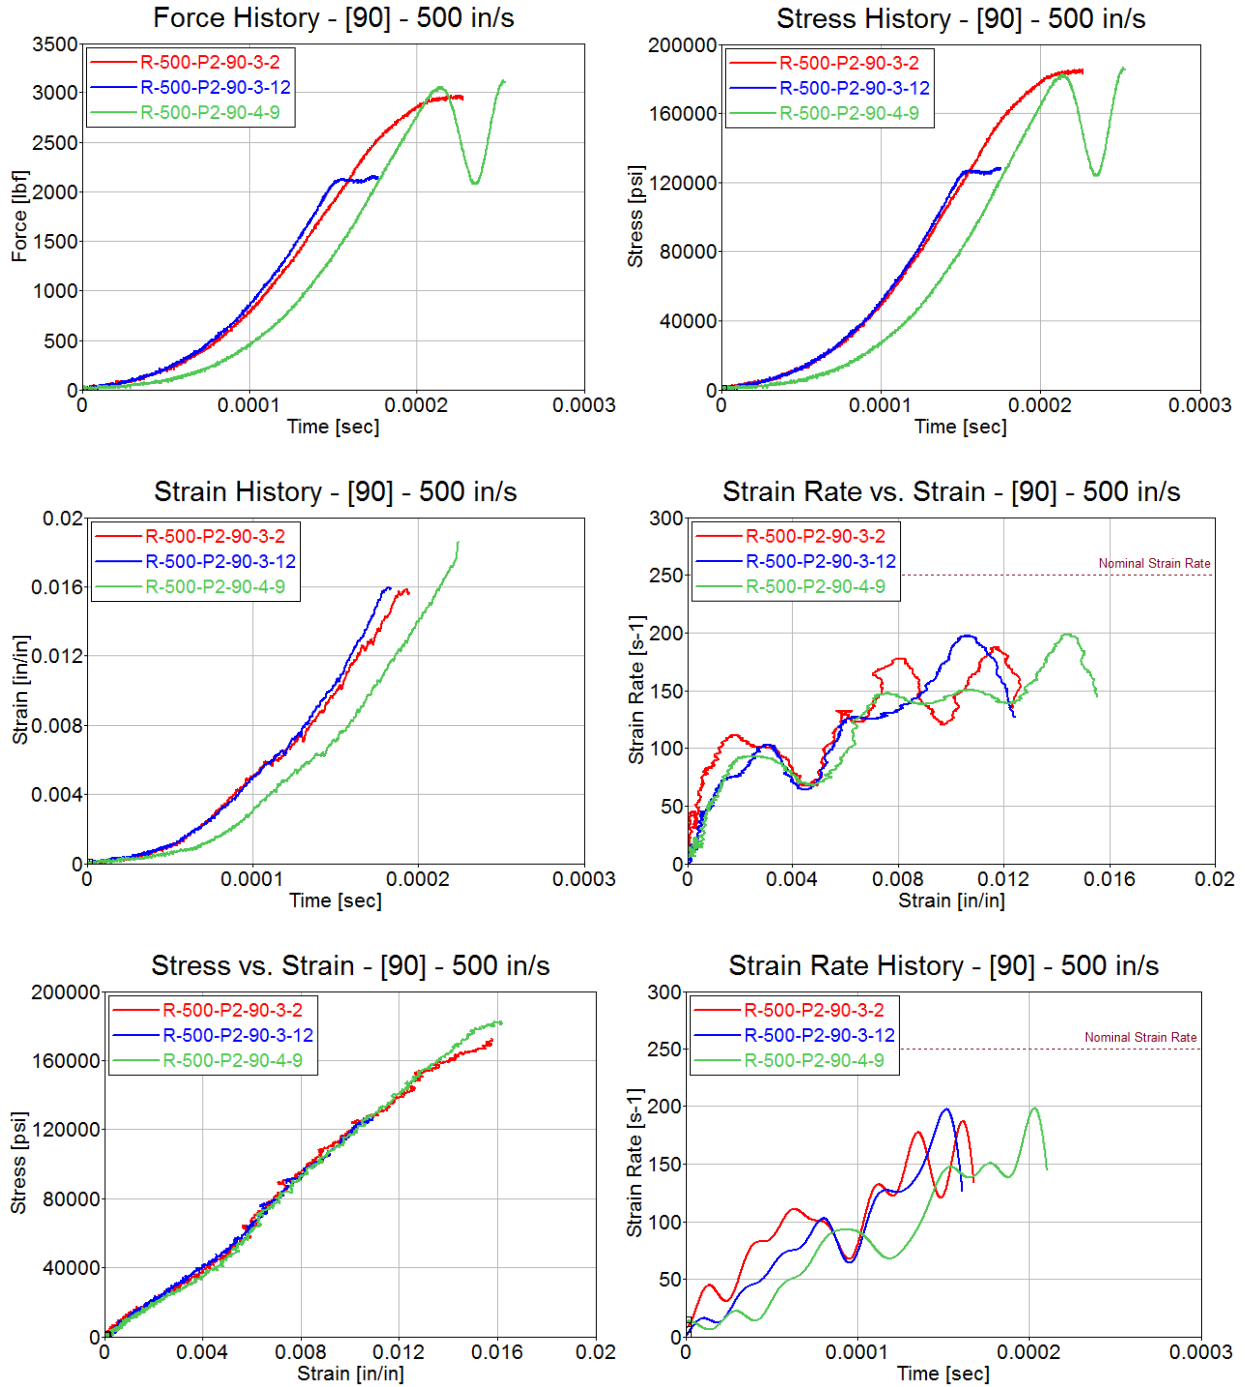 Force History - [90] - 500 in/s
3500
3000
2500
2000
1500
1000
500
0
Force [lbf]
R-500-P2-90-3-2
R-500-P2-90-3-12
R-500-P2-90-4-9
0
0.0001
0.0002
0.0003
Time [sec]
Stress History - [90] - 500 in/s
200000
160000
120000
80000
40000
0
Stress [psi]
R-500-P2-90-3-2
R-500-P2-90-3-12
R-500-P2-90-4-9
0
0.0001
0.0002
0.0003
Time [sec]
Strain History - [90] - 500 in/s
0.02
0.016
0.012
0.008
0.004
0
Strain [in/in]
R-500-P2-90-3-2
R-500-P2-90-3-12
R-500-P2-90-4-9
0
0.0001
0.0002
0.0003
Time [sec]
Strain Rate vs. Strain - [90] - 500 in/s
300
250
200
150
100
50
0
Strain Rate [s-1]
R-500-P2-90-3-2
R-500-P2-90-3-12
R-500-P2-90-4-9
Nominal Strain Rate
0
0.004
0.008
0.012
0.016
0.02
Strain [in/in]
Stress vs. Strain - [90] - 500 in/s
200000
160000
120000
80000
40000
0
Stress [psi]
R-500-P2-90-3-2
R-500-P2-90-3-12
R-500-P2-90-4-9
0
0.004
0.008
0.012
0.016
0.02
Strain [in/in]
Strain Rate History - [90] - 500 in/s
300
250
200
150
100
50
0
Strain Rate [s-1]
R-500-P2-90-3-2
R-500-P2-90-3-12
R-500-P2-90-4-9
Nominal Strain Rate
0
0.0001
0.0002
0.0003
Time [sec]